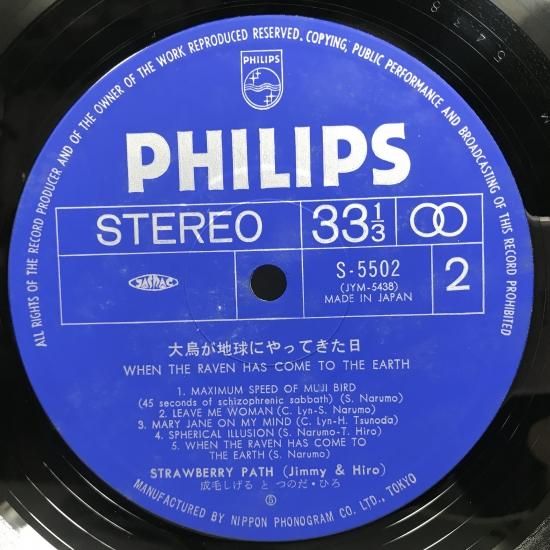 ALL RIGHTS OF THE RECORD PRODUCER AND OF THE OWNER OF THE WORK REPRODUCED RESERVED. COPYING, PUBLIC PERFORMANCE AND BROADCASTING OF THIS RECORD PROHIBITED
PHILIPS
PHILIPS
STEREO
33 1/3
JASRAC
S-5502
(JYM-5438)
MADE IN JAPAN
2
大鳥が地球にやってきた日
WHEN THE RAVEN HAS COME TO THE EARTH
1. MAXIMUM SPEED OF MUJI BIRD
(45 seconds of schizophrenic sabbath) (S. Narumo)
2. LEAVE ME WOMAN (C. Lyn-S. Narumo)
3. MARY JANE ON MY MIND (C. Lyn-H. Tsunoda)
4. SPHERICAL ILLUSION (S. Narumo-T. Hiro)
5. WHEN THE RAVEN HAS COME TO
THE EARTH (S. Narumo)
STRAWBERRY PATH (Jimmy & Hiro)
成毛しげる と つのだ・ひろ
MANUFACTURED BY NIPPON PHONOGRAM CO. LTD., TOKYO